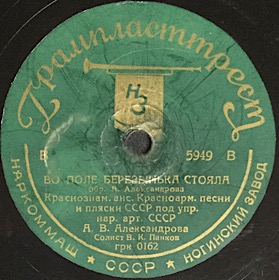 Грампласттрест
НЗ
В 5949 В
ВО ПОЛЕ БЕРЕЗЫНЬКА СТОЯЛА
обр. А. Александрова
Краснознам. анс. Красноарм. песни
и пляски СССР под упр.
нар. арт. СССР
А. В. Александрова
Солист В. К. Панков
грк 0162
НАРКОММАШ ★ СССР ★ НОГИНСКИЙ ЗАВОД